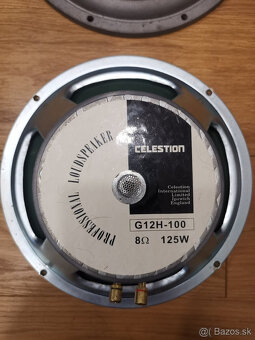 PROFESSIONAL LOUDSPEAKER
CELESTION
Celestion
International
Limited
Ipswich
England
G12H-100
8Ω 125W
© Bazos.sk